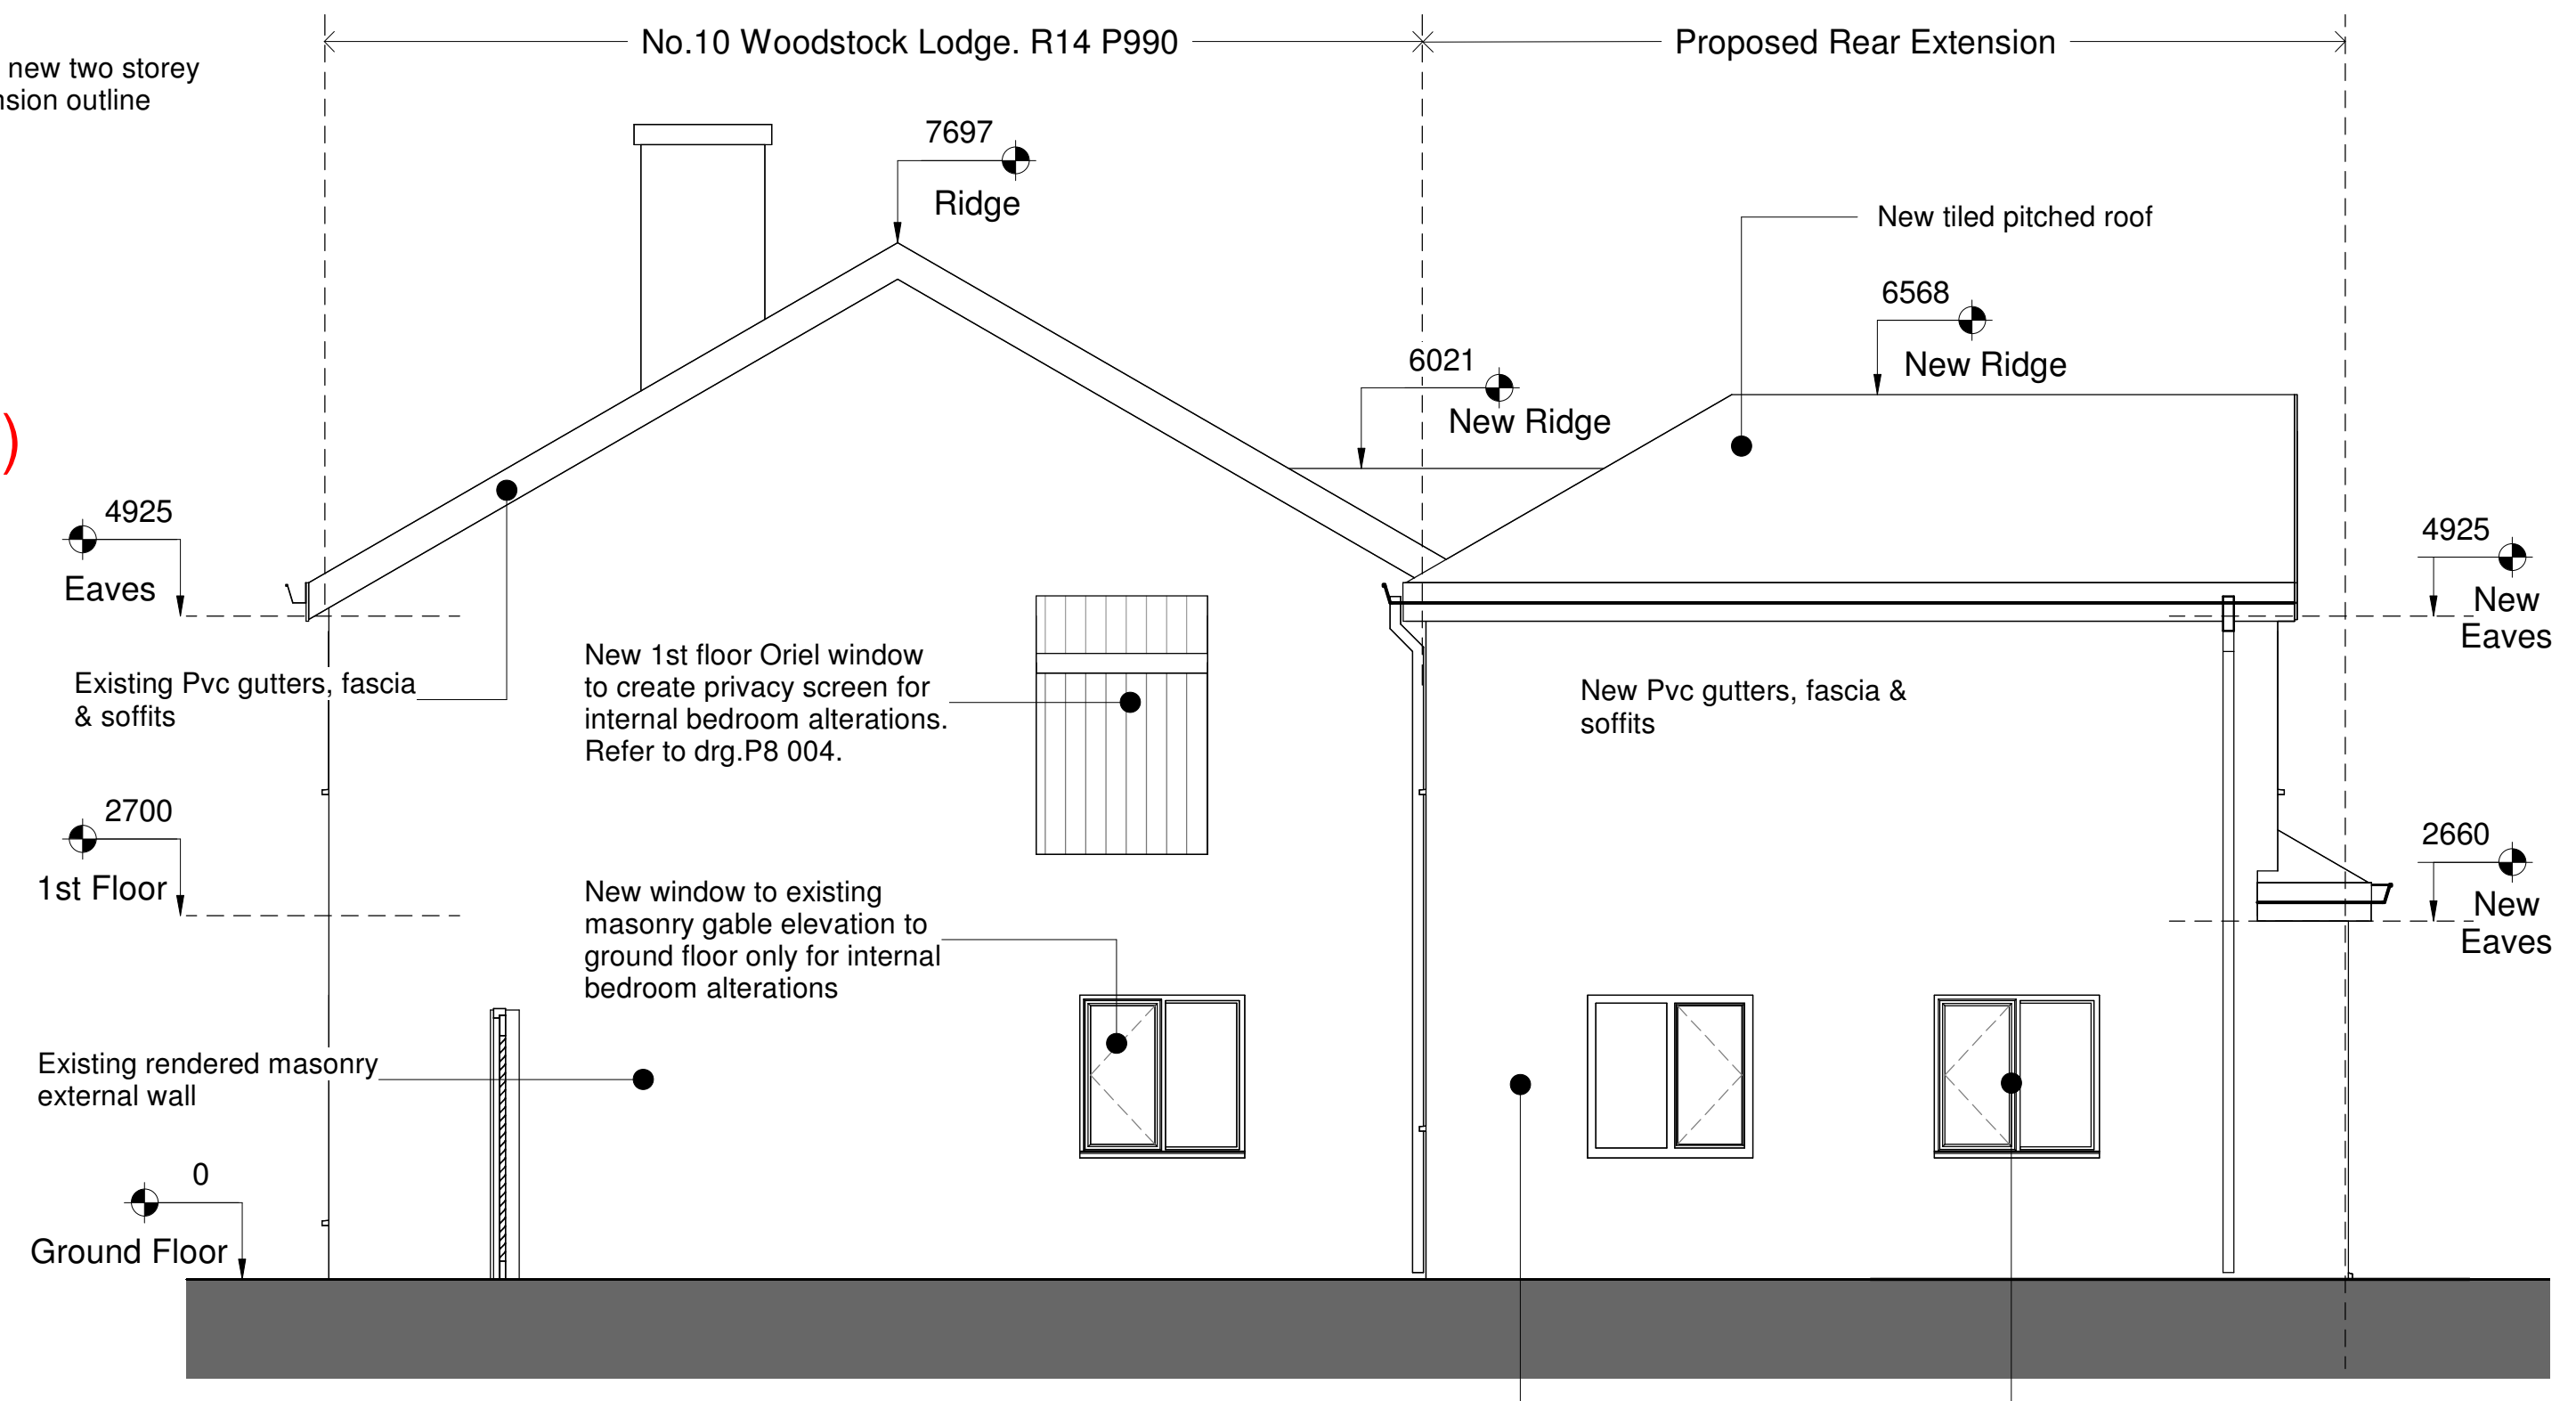 No.10 Woodstock Lodge. R14 P990
Proposed Rear Extension
new two storey
nsion outline
7697
Ridge
New tiled pitched roof
6568
New Ridge
6021
New Ridge
)
4925
Eaves
4925
New
Eaves
Existing Pvc gutters, fascia
& soffits
New 1st floor Oriel window
to create privacy screen for
internal bedroom alterations.
Refer to drg.P8 004.
New Pvc gutters, fascia &
soffits
2700
1st Floor
2660
New
Eaves
New window to existing
masonry gable elevation to
ground floor only for internal
bedroom alterations
Existing rendered masonry
external wall
0
Ground Floor